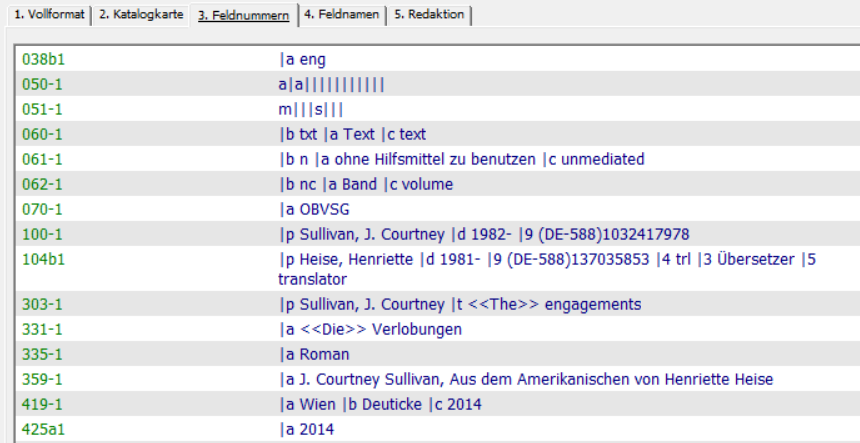 1. Vollformat | 2. Katalogkarte 3. Feldnummern 4. Feldnamen | 5. Redaktion
038b1 |a eng
050-1 a|a|||||||||||
051-1 m|||s|||
060-1 |b txt |a Text |c text
061-1 |b n |a ohne Hilfsmittel zu benutzen |c unmediated
062-1 |b nc |a Band |c volume
070-1 |a OBVSG
100-1 |p Sullivan, J. Courtney |d 1982- |9 (DE-588)1032417978
104b1 |p Heise, Henriette |d 1981- |9 (DE-588)137035853 |4 trl |3 Übersetzer |5
translator
303-1 |p Sullivan, J. Courtney |t <<The>> engagements
331-1 |a <<Die>> Verlobungen
335-1 |a Roman
359-1 |a J. Courtney Sullivan, Aus dem Amerikanischen von Henriette Heise
419-1 |a Wien |b Deuticke |c 2014
425a1 |a 2014